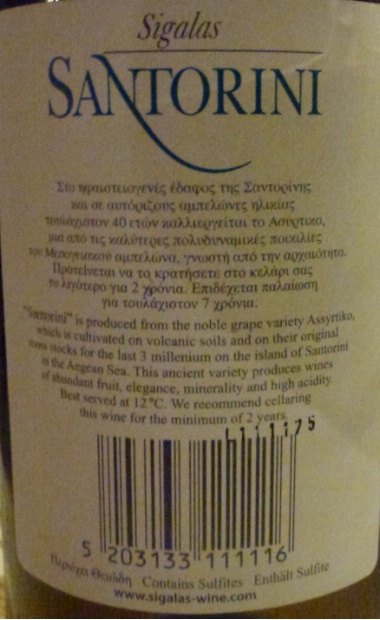 Sigalas
SANTORINI
Στο ηφαιστειογενές έδαφος της Σαντορίνης
και σε αυτόριζους αμπελώνες ηλικίας
τουλάχιστον 40 ετών καλλιεργείται το Ασύρτικο,
μια από τις καλύτερες πολυδυναμικές ποικιλίες
του Μεσογειακού αμπελώνα, γνωστή από την αρχαιότητα.
Προτείνεται να το κρατήσετε στο κελάρι σας
το λιγότερο για 2 χρόνια. Επιδέχεται παλαίωση
για τουλάχιστον 7 χρόνια.
"Santorini" is produced from the noble grape variety Assyrtiko,
which is cultivated on volcanic soils and on their original
roots stocks for the last 3 millenium on the island of Santorini
in the Aegean Sea. This ancient variety produces wines
of abundant fruit, elegance, minerality and high acidity.
Best served at 12°C. We recommend cellaring
this wine for the minimum of 2 years.
L111175
5 203133 111116
Περιέχει Θειώδη Contains Sulfites Enthält Sulfite
www.sigalas-wine.com